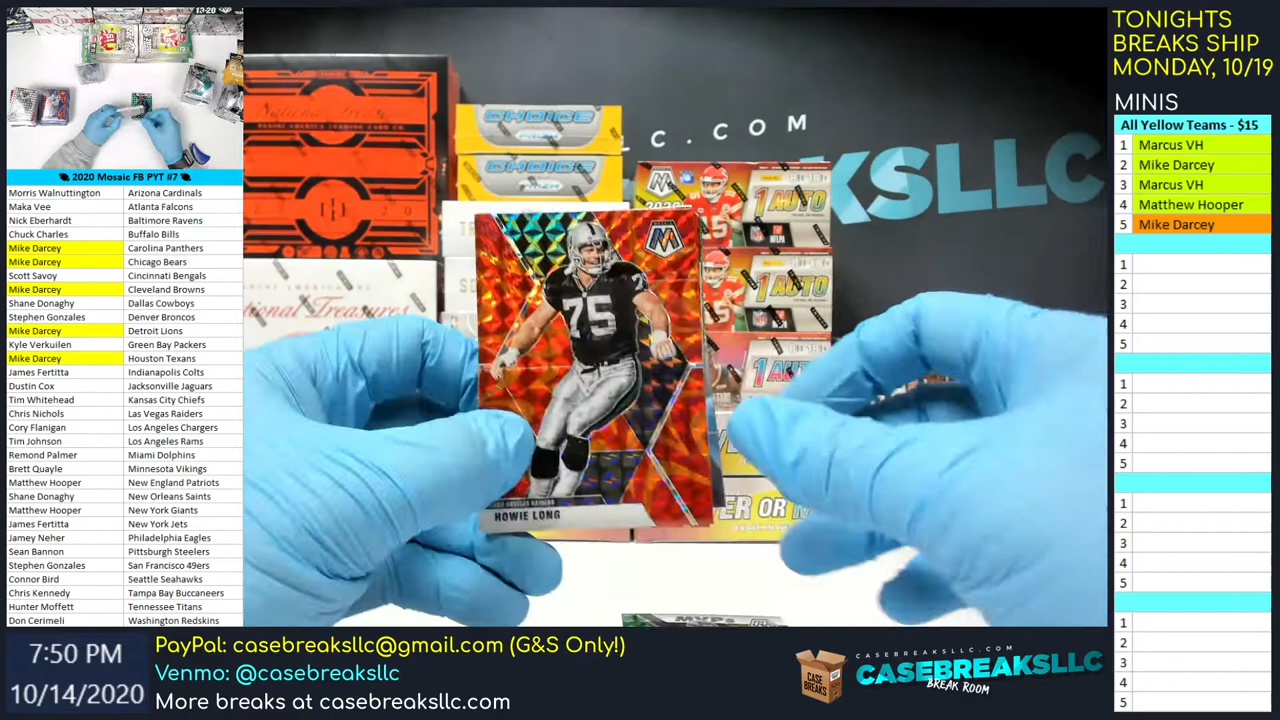 2020 Mosaic FB PYT #7
Morris Walnuttington Arizona Cardinals
Maka Vee Atlanta Falcons
Nick Eberhardt Baltimore Ravens
Chuck Charles Buffalo Bills
Mike Darcey Carolina Panthers
Mike Darcey Chicago Bears
Scott Savoy Cincinnati Bengals
Mike Darcey Cleveland Browns
Shane Donaghy Dallas Cowboys
Stephen Gonzales Denver Broncos
Mike Darcey Detroit Lions
Kyle Verkuilen Green Bay Packers
Mike Darcey Houston Texans
James Fertitta Indianapolis Colts
Dustin Cox Jacksonville Jaguars
Tim Whitehead Kansas City Chiefs
Chris Nichols Las Vegas Raiders
Cory Flanigan Los Angeles Chargers
Tim Johnson Los Angeles Rams
Remond Palmer Miami Dolphins
Brett Quayle Minnesota Vikings
Matthew Hooper New England Patriots
Shane Donaghy New Orleans Saints
Matthew Hooper New York Giants
James Fertitta New York Jets
Jamey Neher Philadelphia Eagles
Sean Bannon Pittsburgh Steelers
Stephen Gonzales San Francisco 49ers
Connor Bird Seattle Seahawks
Chris Kennedy Tampa Bay Buccaneers
Hunter Moffett Tennessee Titans
Don Cerimeli Washington Redskins
CHOICE
CHOICE
C . C O M
KSLLC
1 AUTO
1 AUTO
MOSAIC
75
HOWIE LONG
MVPs
TONIGHTS
BREAKS SHIP
MONDAY, 10/19
MINIS
All Yellow Teams - $15
1 Marcus VH
2 Mike Darcey
3 Marcus VH
4 Matthew Hooper
5 Mike Darcey
1
2
3
4
5
1
2
3
4
5
1
2
3
4
5
1
2
3
4
5
7:50 PM
10/14/2020
PayPal: casebreaksllc@gmail.com (G&S Only!)
Venmo: @casebreaksllc
More breaks at casebreaksllc.com
CASE
BREAKS
CASEBREAKSLLC.COM
CASEBREAKSLLC
BREAK ROOM